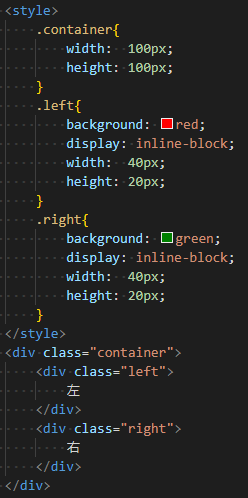 <style>
    .container{
        width: 100px;
        height: 100px;
    }
    .left{
        background: red;
        display: inline-block;
        width: 40px;
        height: 20px;
    }
    .right{
        background: green;
        display: inline-block;
        width: 40px;
        height: 20px;
    }
</style>
<div class="container">
    <div class="left">
        左
    </div>
    <div class="right">
        右
    </div>
</div>